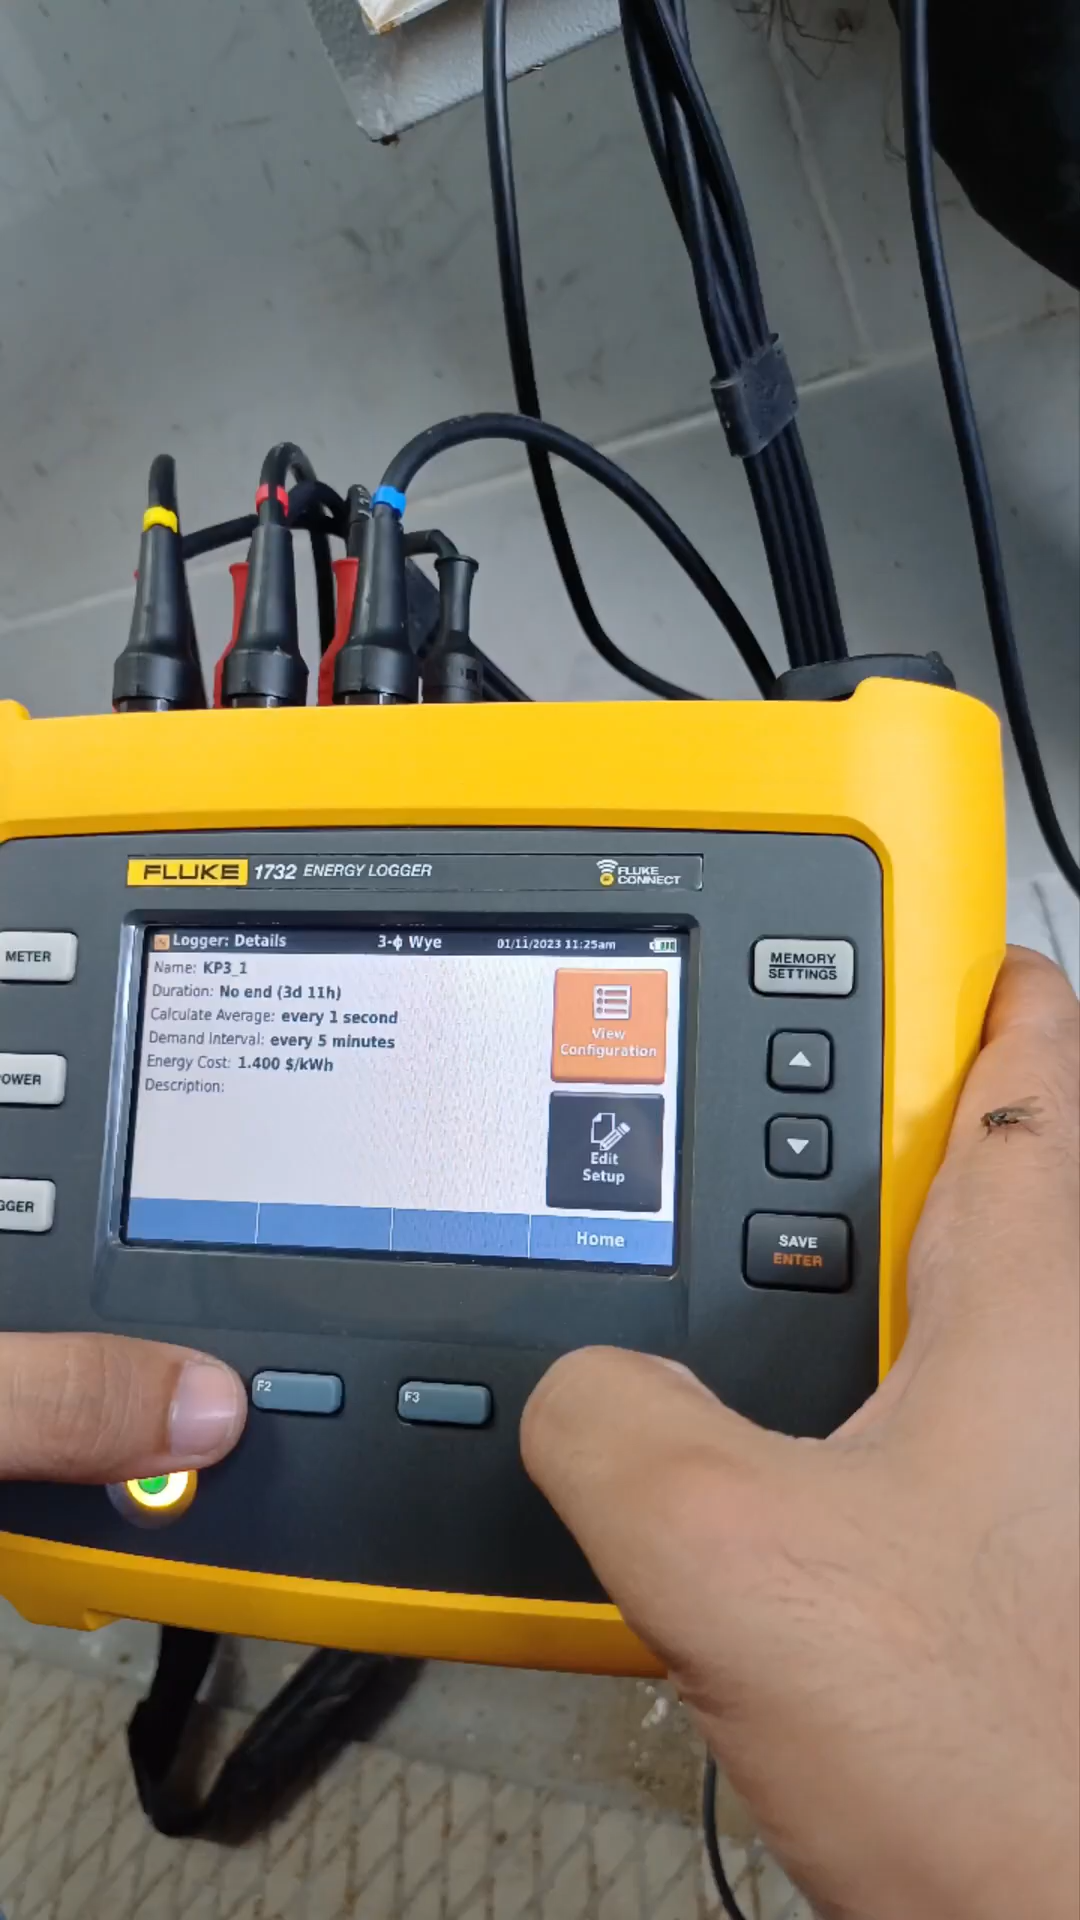 FLUKE 1732 ENERGY LOGGER
FLUKE CONNECT
Logger: Details 3-ϕ Wye 01/11/2023 11:25am
Name: KP3_1
Duration: No end (3d 11h)
Calculate Average: every 1 second
Demand Interval: every 5 minutes
Energy Cost: 1.400 $/kWh
Description:
View
Configuration
Edit
Setup
Home
METER
OWER
GGER
MEMORY
SETTINGS
SAVE
ENTER
F2
F3